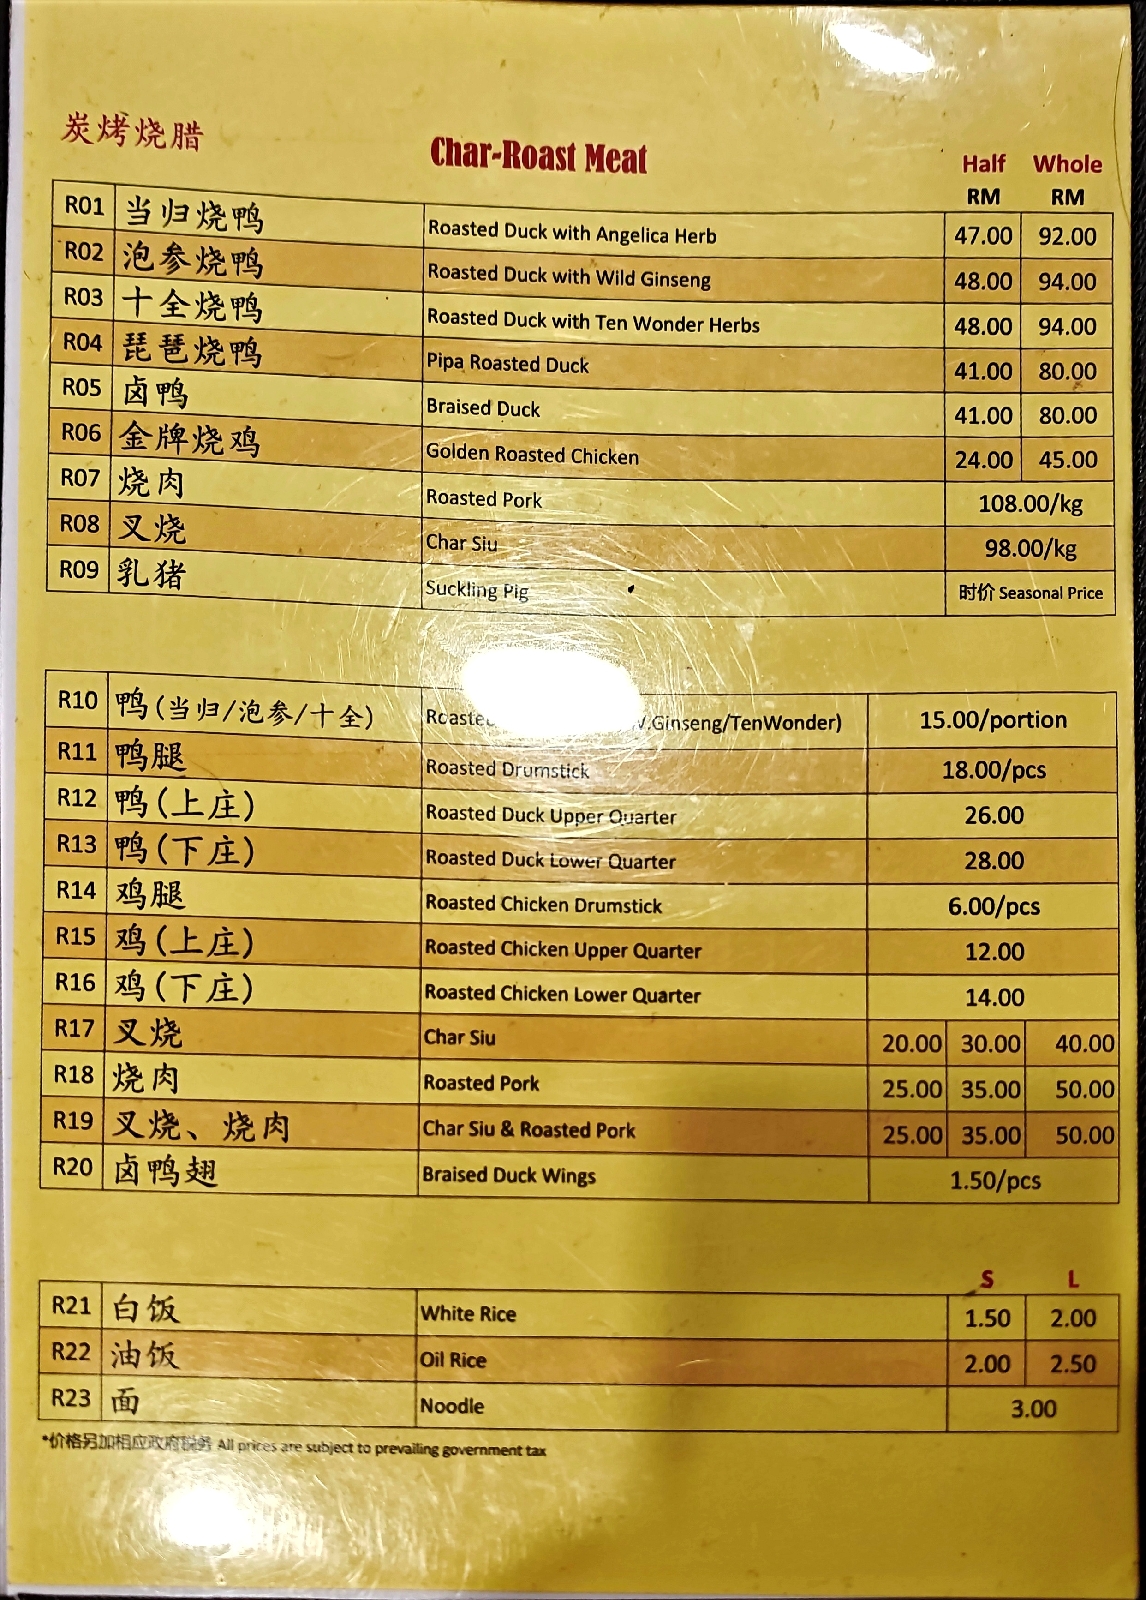 炭烤烧腊
Char-Roast Meat
Half Whole
RM RM
R01 当归烧鸭 Roasted Duck with Angelica Herb 47.00 92.00
R02 泡参烧鸭 Roasted Duck with Wild Ginseng 48.00 94.00
R03 十全烧鸭 Roasted Duck with Ten Wonder Herbs 48.00 94.00
R04 琵琶烧鸭 Pipa Roasted Duck 41.00 80.00
R05 卤鸭 Braised Duck 41.00 80.00
R06 金牌烧鸡 Golden Roasted Chicken 24.00 45.00
R07 烧肉 Roasted Pork 108.00/kg
R08 叉烧 Char Siu 98.00/kg
R09 乳猪 Suckling Pig 时价 Seasonal Price
R10 鸭(当归/泡参/十全) .Ginseng/TenWonder) 15.00/portion
R11 鸭腿 Roasted Drumstick 18.00/pcs
R12 鸭(上庄) Roasted Duck Upper Quarter 26.00
R13 鸭(下庄) Roasted Duck Lower Quarter 28.00
R14 鸡腿 Roasted Chicken Drumstick 6.00/pcs
R15 鸡(上庄) Roasted Chicken Upper Quarter 12.00
R16 鸡(下庄) Roasted Chicken Lower Quarter 14.00
R17 叉烧 Char Siu 20.00 30.00 40.00
R18 烧肉 Roasted Pork 25.00 35.00 50.00
R19 叉烧、烧肉 Char Siu & Roasted Pork 25.00 35.00 50.00
R20 卤鸭翅 Braised Duck Wings 1.50/pcs
S L
R21 白饭 White Rice 1.50 2.00
R22 油饭 Oil Rice 2.00 2.50
R23 面 Noodle 3.00
*价格另加相应政府税务 All prices are subject to prevailing government tax